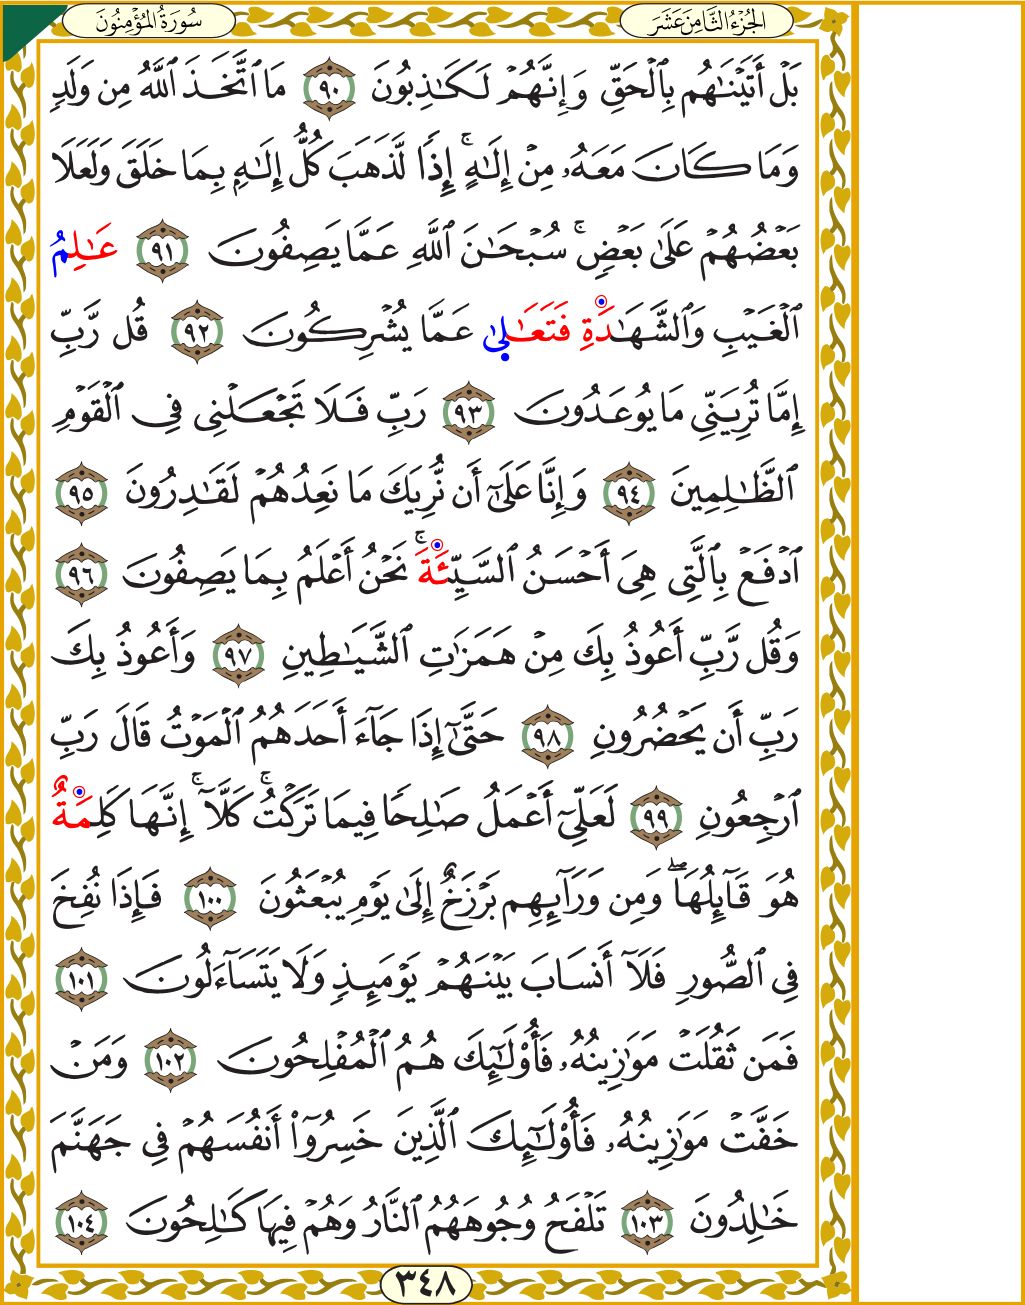 الجُزْءُ الثَّامِنَ عَشَرَ
سُورَةُ المُؤْمِنُونَ
بَلۡ أَتَيۡنَٰهُم بِٱلۡحَقِّ وَإِنَّهُمۡ لَكَٰذِبُونَ ٩٠ مَا ٱتَّخَذَ ٱللَّهُ مِن وَلَدٖ
وَمَا كَانَ مَعَهُۥ مِنۡ إِلَٰهٍۚ إِذٗا لَّذَهَبَ كُلُّ إِلَٰهِۭ بِمَا خَلَقَ وَلَعَلَا
بَعۡضُهُمۡ عَلَىٰ بَعۡضٖۚ سُبۡحَٰنَ ٱللَّهِ عَمَّا يَصِفُونَ ٩١ عَٰلِمُ
ٱلۡغَيۡبِ وَٱلشَّهَٰدَةِ فَتَعَٰلىٰ عَمَّا يُشۡرِكُونَ ٩٢ قُل رَّبِّ
إِمَّا تُرِيَنِّي مَا يُوعَدُونَ ٩٣ رَبِّ فَلَا تَجۡعَلۡنِي فِي ٱلۡقَوۡمِ
ٱلظَّٰلِمِينَ ٩٤ وَإِنَّا عَلَىٰٓ أَن نُّرِيَكَ مَا نَعِدُهُمۡ لَقَٰدِرُونَ ٩٥
ٱدۡفَعۡ بِٱلَّتِي هِيَ أَحۡسَنُ ٱلسَّيِّئَةَۚ نَحۡنُ أَعۡلَمُ بِمَا يَصِفُونَ ٩٦
وَقُل رَّبِّ أَعُوذُ بِكَ مِنۡ هَمَزَٰتِ ٱلشَّيَٰطِينِ ٩٧ وَأَعُوذُ بِكَ
رَبِّ أَن يَحۡضُرُونِ ٩٨ حَتَّىٰٓ إِذَا جَآءَ أَحَدَهُمُ ٱلۡمَوۡتُ قَالَ رَبِّ
ٱرۡجِعُونِ ٩٩ لَعَلِّيٓ أَعۡمَلُ صَٰلِحٗا فِيمَا تَرَكۡتُۚ كَلَّآۚ إِنَّهَا كَلِمَةٌ
هُوَ قَآئِلُهَاۖ وَمِن وَرَآئِهِم بَرۡزَخٌ إِلَىٰ يَوۡمِ يُبۡعَثُونَ ١٠٠ فَإِذَا نُفِخَ
فِي ٱلصُّورِ فَلَآ أَنسَابَ بَيۡنَهُمۡ يَوۡمَئِذٖ وَلَا يَتَسَآءَلُونَ ١٠١
فَمَن ثَقُلَتۡ مَوَٰزِينُهُۥ فَأُوْلَٰٓئِكَ هُمُ ٱلۡمُفۡلِحُونَ ١٠٢ وَمَنۡ
خَفَّتۡ مَوَٰزِينُهُۥ فَأُوْلَٰٓئِكَ ٱلَّذِينَ خَسِرُوٓاْ أَنفُسَهُمۡ فِي جَهَنَّمَ
خَٰلِدُونَ ١٠٣ تَلۡفَحُ وُجُوهَهُمُ ٱلنَّارُ وَهُمۡ فِيهَا كَٰلِحُونَ ١٠٤
٣٤٨